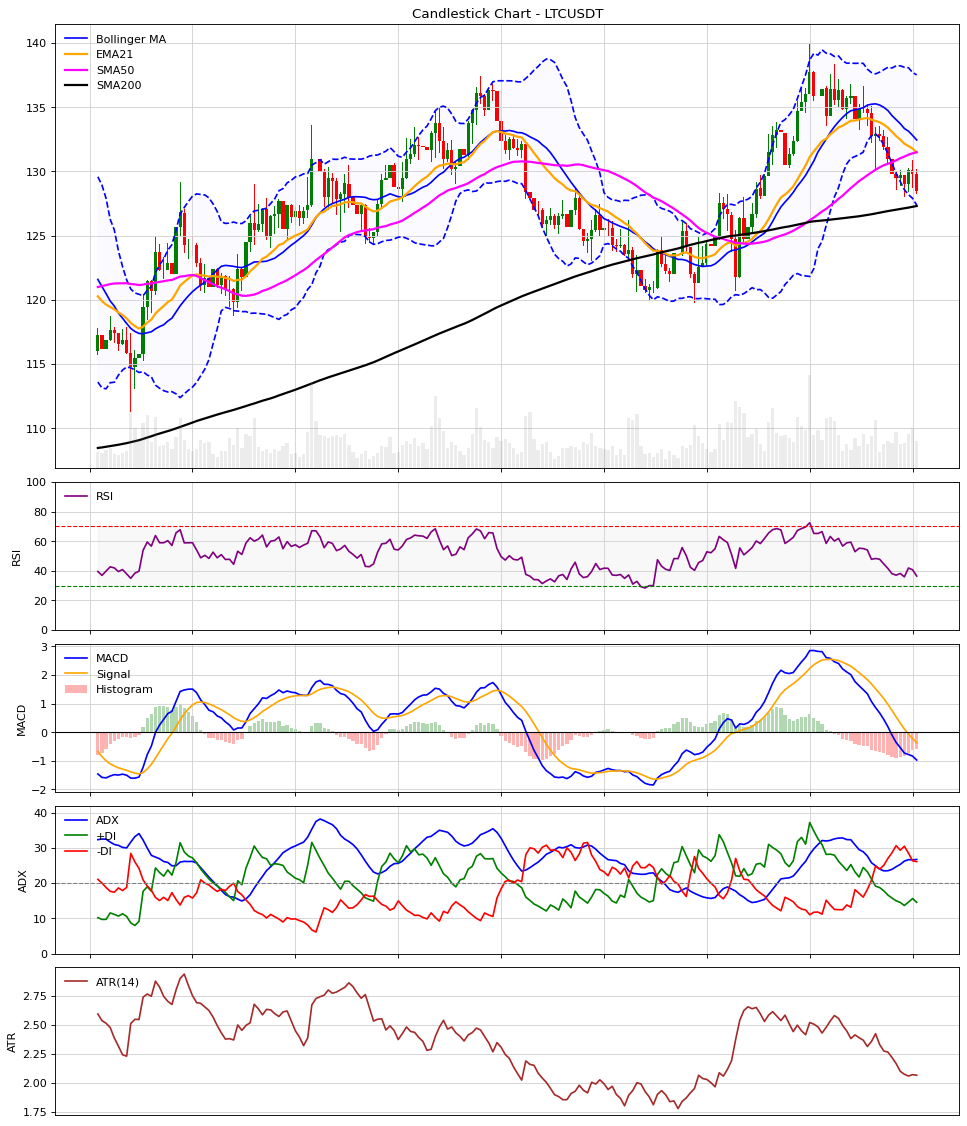 Candlestick Chart - LTCUSDT
Bollinger MA
EMA21
SMA50
SMA200
140
135
130
125
120
115
110
RSI
RSI
100
80
60
40
20
0
MACD
Signal
Histogram
MACD
3
2
1
0
−1
−2
ADX
+DI
-DI
ADX
40
30
20
10
0
ATR(14)
ATR
2.75
2.50
2.25
2.00
1.75